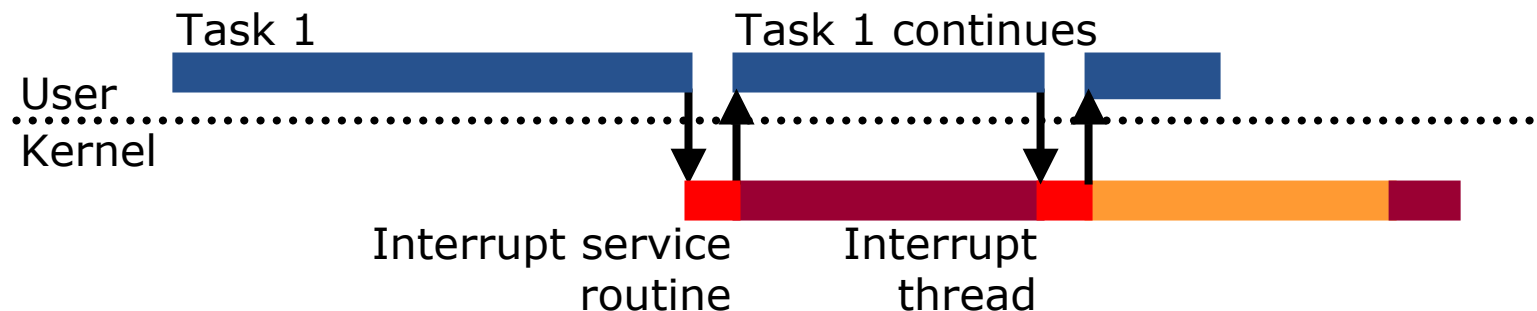 Task 1
Task 1 continues
User
Kernel
Interrupt service
routine
Interrupt
thread